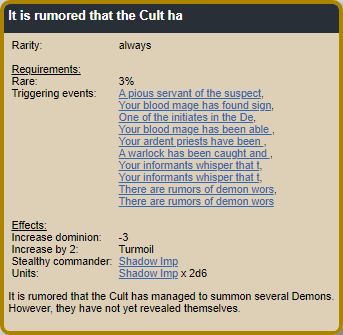 It is rumored that the Cult ha
Rarity: always
Requirements:
Rare: 3%
Triggering events: A pious servant of the suspect,
Your blood mage has found sign,
One of the initiates in the De,
Your blood mage has been able ,
Your ardent priests have been ,
A warlock has been caught and ,
Your informants whisper that t,
Your informants whisper that t,
There are rumors of demon wors,
There are rumors of demon wors
Effects:
Increase dominion: -3
Increase by 2: Turmoil
Stealthy commander: Shadow Imp
Units: Shadow Imp x 2d6
It is rumored that the Cult has managed to summon several Demons.
However, they have not yet revealed themselves.